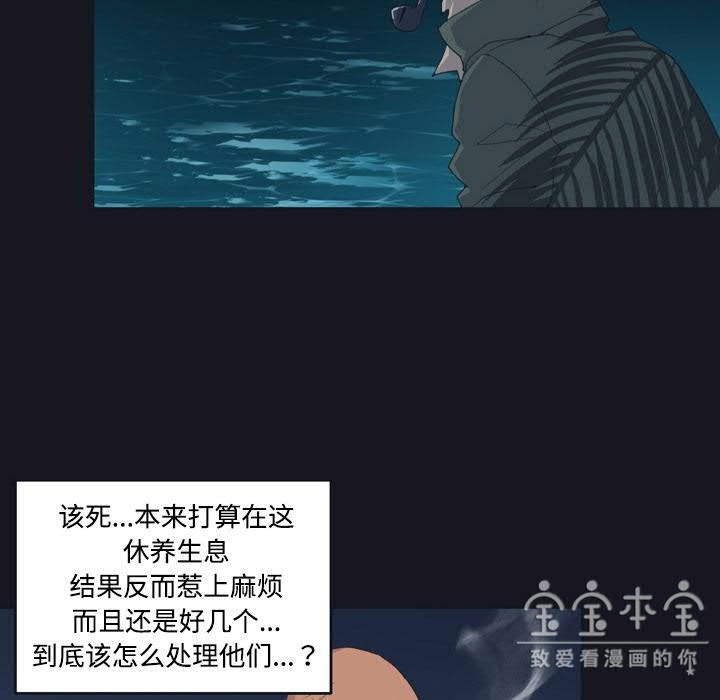 该死...本来打算在这
休养生息
结果反而惹上麻烦
而且还是好几个...
到底该怎么处理他们...？
宝宝本宝
致爱看漫画的你